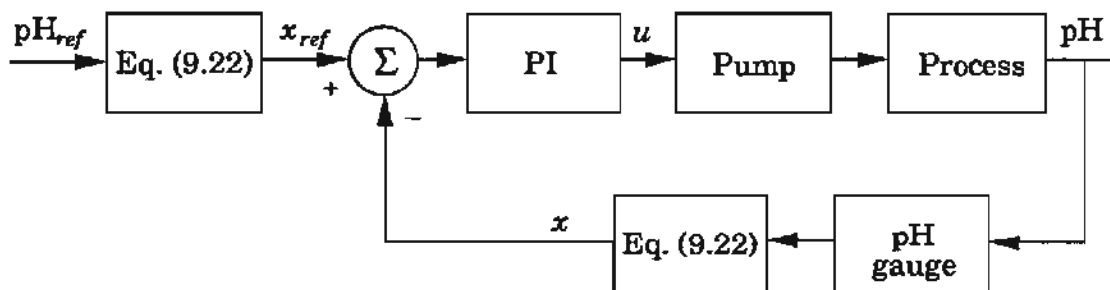 pH_ref
Eq. (9.22)
x_ref
+
Σ
−
PI
u
Pump
Process
pH
x
Eq. (9.22)
pH
gauge